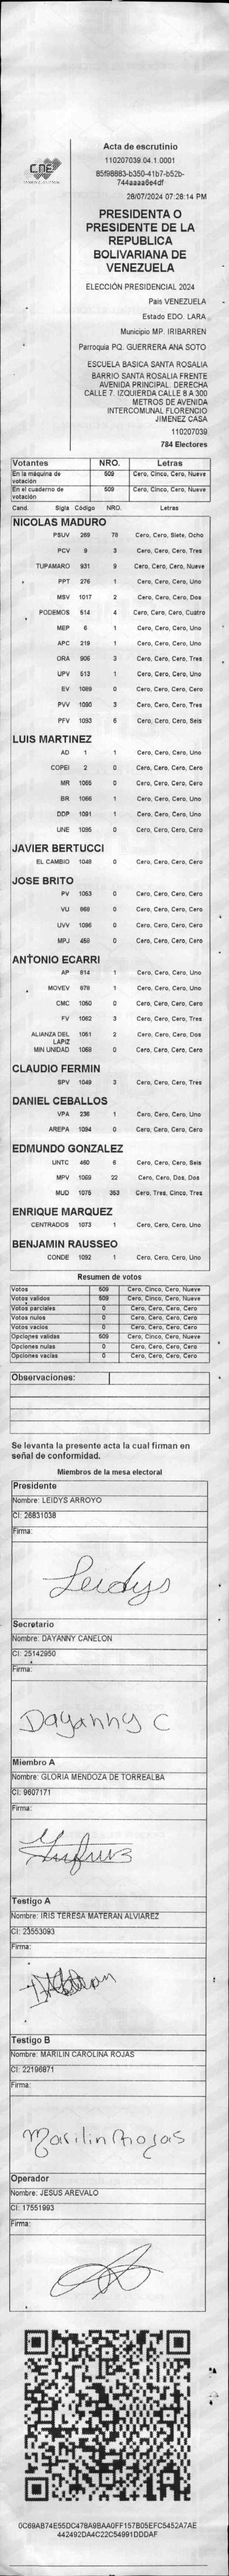 CNE
Acta de escrutinio
110207039.04.1.0001
85f98883-b350-41b7-b52b-
744aaaa6e4df
28/07/2024 07:28:14 PM
PRESIDENTA O
PRESIDENTE DE LA
REPUBLICA
BOLIVARIANA DE
VENEZUELA
ELECCIÓN PRESIDENCIAL 2024
Pais VENEZUELA
Estado EDO. LARA
Municipio MP. IRIBARREN
Parroquia PQ. GUERRERA ANA SOTO
ESCUELA BASICA SANTA ROSALIA
BARRIO SANTA ROSALIA FRENTE
AVENIDA PRINCIPAL. DERECHA
CALLE 7. IZQUIERDA CALLE 8 A 300
METROS DE AVENIDA
INTERCOMUNAL FLORENCIO
JIMENEZ CASA
110207039
784 Electores
Votantes NRO. Letras
En la máquina de votación 509 Cero, Cinco, Cero, Nueve
En el cuaderno de votación 509 Cero, Cinco, Cero, Nueve
Cand. Sigla Código NRO. Letras
NICOLAS MADURO
PSUV 269 78 Cero, Cero, Siete, Ocho
PCV 9 3 Cero, Cero, Cero, Tres
TUPAMARO 931 9 Cero, Cero, Cero, Nueve
PPT 276 1 Cero, Cero, Cero, Uno
MSV 1017 2 Cero, Cero, Cero, Dos
PODEMOS 514 4 Cero, Cero, Cero, Cuatro
MEP 6 1 Cero, Cero, Cero, Uno
APC 219 1 Cero, Cero, Cero, Uno
ORA 906 3 Cero, Cero, Cero, Tres
UPV 513 1 Cero, Cero, Cero, Uno
EV 1089 0 Cero, Cero, Cero, Cero
PVV 1090 3 Cero, Cero, Cero, Tres
PFV 1093 6 Cero, Cero, Cero, Seis
LUIS MARTINEZ
AD 1 1 Cero, Cero, Cero, Uno
COPEI 2 0 Cero, Cero, Cero, Cero
MR 1065 0 Cero, Cero, Cero, Cero
BR 1066 1 Cero, Cero, Cero, Uno
DDP 1091 1 Cero, Cero, Cero, Uno
UNE 1095 0 Cero, Cero, Cero, Cero
JAVIER BERTUCCI
EL CAMBIO 1048 0 Cero, Cero, Cero, Cero
JOSE BRITO
PV 1053 0 Cero, Cero, Cero, Cero
VU 868 0 Cero, Cero, Cero, Cero
UVV 1096 0 Cero, Cero, Cero, Cero
MPJ 458 0 Cero, Cero, Cero, Cero
ANTONIO ECARRI
AP 814 1 Cero, Cero, Cero, Uno
MOVEV 878 1 Cero, Cero, Cero, Uno
CMC 1050 0 Cero, Cero, Cero, Cero
FV 1062 3 Cero, Cero, Cero, Tres
ALIANZA DEL LAPIZ 1051 2 Cero, Cero, Cero, Dos
MIN UNIDAD 1068 0 Cero, Cero, Cero, Cero
CLAUDIO FERMIN
SPV 1049 3 Cero, Cero, Cero, Tres
DANIEL CEBALLOS
VPA 236 1 Cero, Cero, Cero, Uno
AREPA 1094 0 Cero, Cero, Cero, Cero
EDMUNDO GONZALEZ
UNTC 460 6 Cero, Cero, Cero, Seis
MPV 1069 22 Cero, Cero, Dos, Dos
MUD 1075 353 Cero, Tres, Cinco, Tres
ENRIQUE MARQUEZ
CENTRADOS 1073 1 Cero, Cero, Cero, Uno
BENJAMIN RAUSSEO
CONDE 1092 1 Cero, Cero, Cero, Uno
Resumen de votos
Votos 509 Cero, Cinco, Cero, Nueve
Votos validos 509 Cero, Cinco, Cero, Nueve
Votos parciales 0 Cero, Cero, Cero, Cero
Votos nulos 0 Cero, Cero, Cero, Cero
Votos vacios 0 Cero, Cero, Cero, Cero
Opciones validas 509 Cero, Cinco, Cero, Nueve
Opciones nulas 0 Cero, Cero, Cero, Cero
Opciones vacias 0 Cero, Cero, Cero, Cero
Observaciones:
Se levanta la presente acta la cual firman en
señal de conformidad.
Miembros de la mesa electoral
Presidente
Nombre: LEIDYS ARROYO
CI: 26831038
Firma:
Leidys
Secretario
Nombre: DAYANNY CANELON
CI: 25142950
Firma:
Dayanny C
Miembro A
Nombre: GLORIA MENDOZA DE TORREALBA
CI: 9607171
Firma:
Testigo A
Nombre: IRIS TERESA MATERAN ALVIAREZ
CI: 23553093
Firma:
Testigo B
Nombre: MARILIN CAROLINA ROJAS
CI: 22196871
Firma:
Marilin Rojas
Operador
Nombre: JESUS AREVALO
CI: 17551993
Firma:
0C69AB74E55DC478A9BAA0FF157B05EFC5452A7AE
442492DA4C22C54991DDDAF